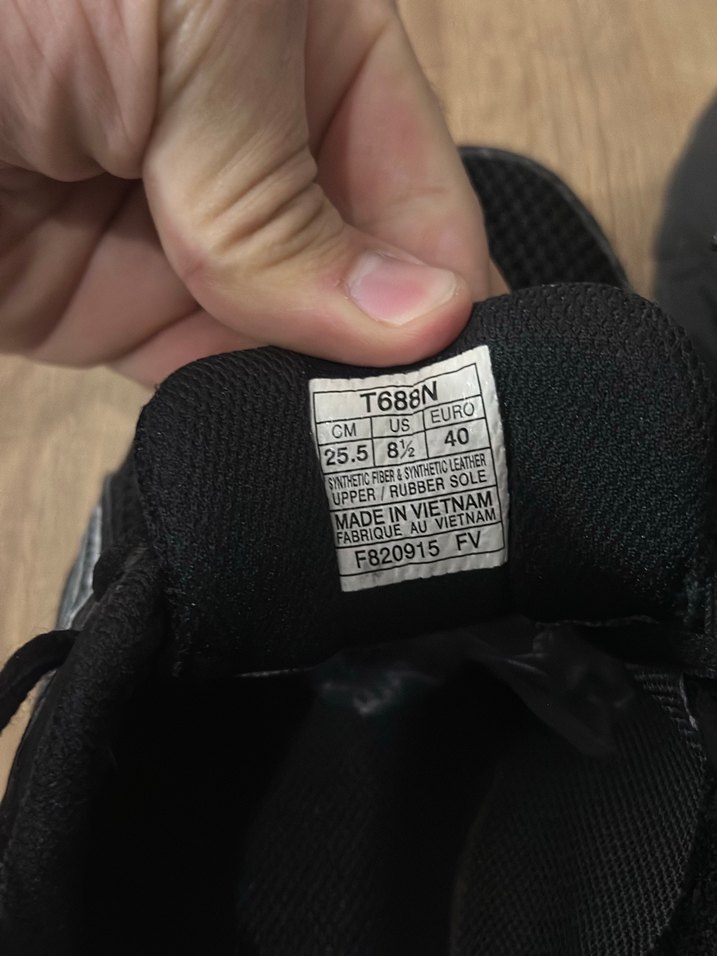 T688N
CM US EURO
25.5 8½ 40
SYNTHETIC FIBER & SYNTHETIC LEATHER
UPPER / RUBBER SOLE
MADE IN VIETNAM
FABRIQUE AU VIETNAM
F820915 FV